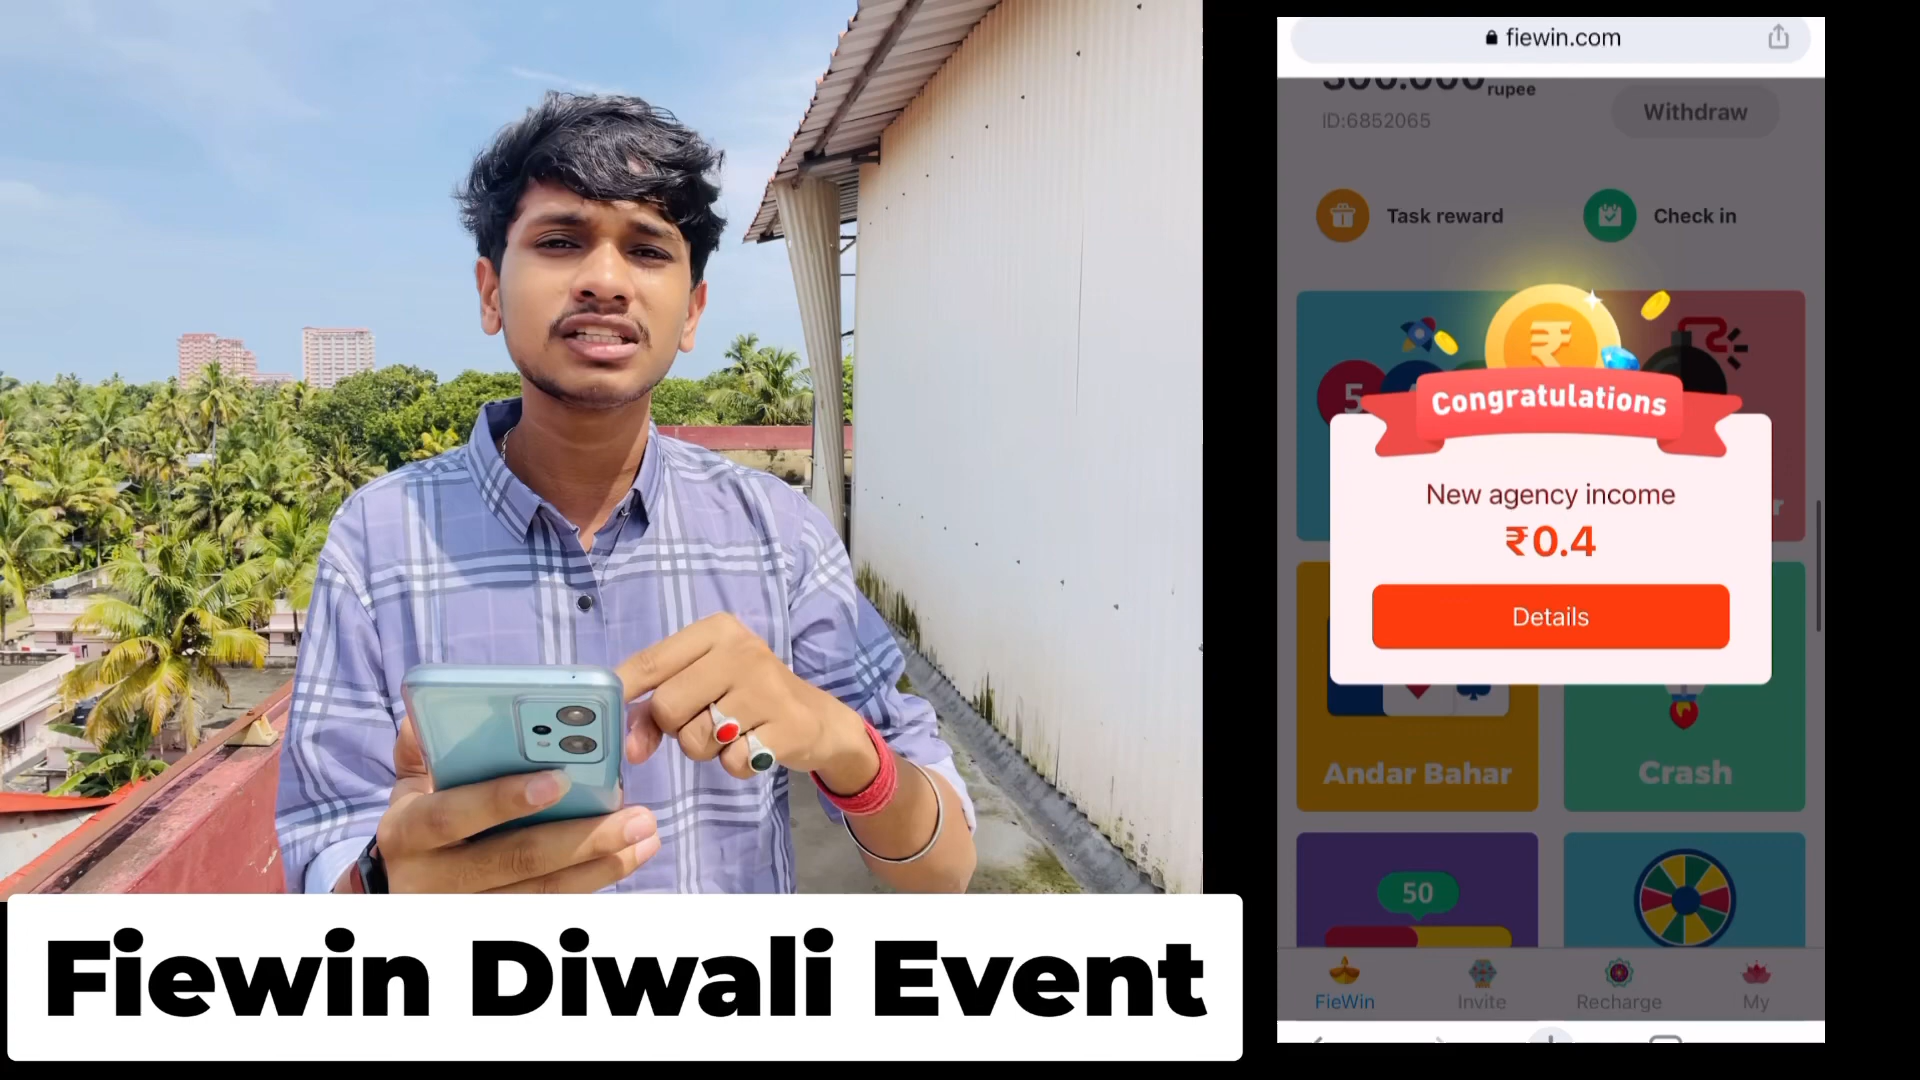 fiewin.com
rupee
ID:6852065
Withdraw
Task reward
Check in
5
Congratulations
New agency income
₹0.4
Details
Andar Bahar
Crash
50
FieWin
Invite
Recharge
My
Fiewin Diwali Event